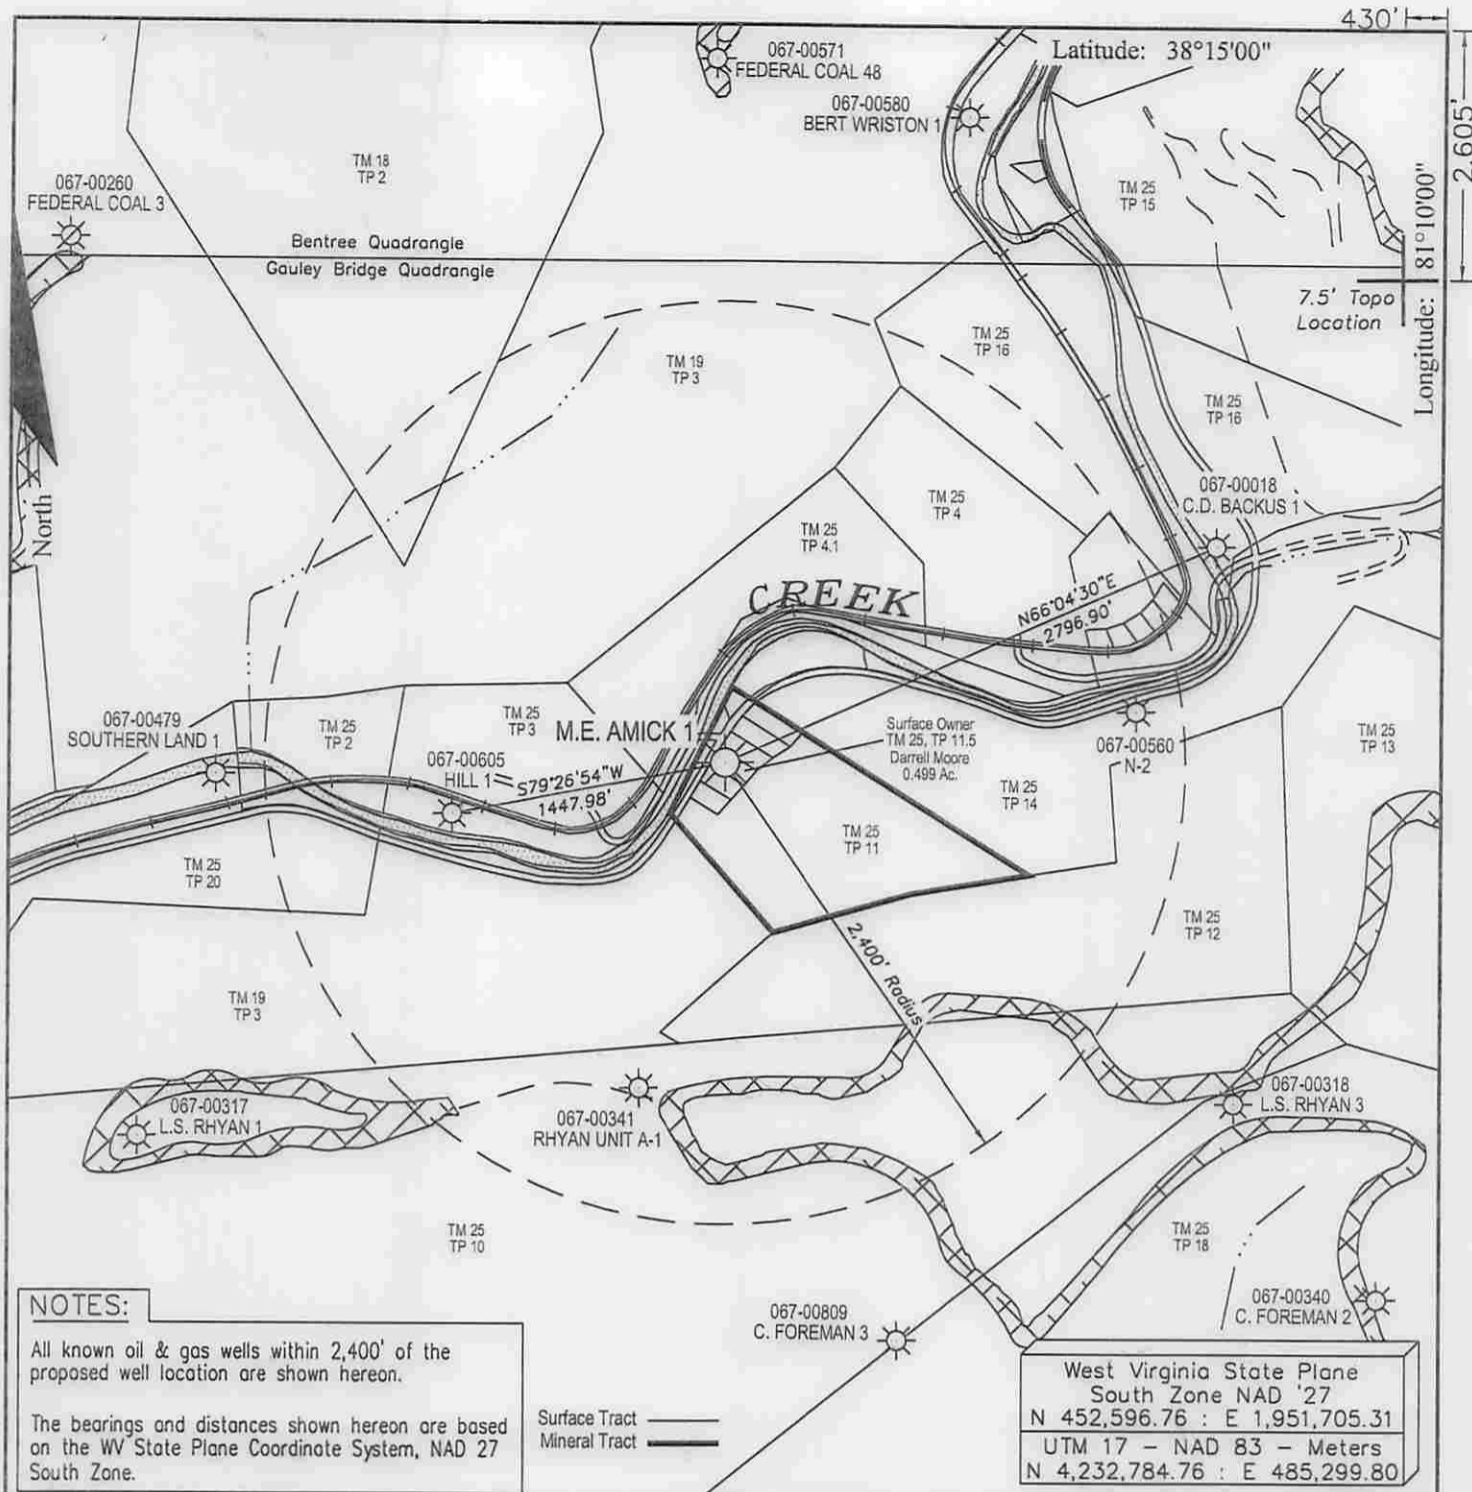 430'
Latitude: 38°15'00"
2,605'
Longitude: 81°10'00"
7.5' Topo
Location
067-00571
FEDERAL COAL 48
067-00580
BERT WRISTON 1
TM 18
TP 2
067-00260
FEDERAL COAL 3
TM 25
TP 15
Bentree Quadrangle
Gauley Bridge Quadrangle
TM 19
TP 3
TM 25
TP 16
TM 25
TP 16
North
067-00018
C.D. BACKUS 1
TM 25
TP 4
TM 25
TP 4.1
CREEK
N66°04'30"E
2796.90'
067-00479
SOUTHERN LAND 1
TM 25
TP 2
TM 25
TP 3
M.E. AMICK 1
Surface Owner
TM 25, TP 11.5
Darrell Moore
0.499 Ac.
067-00560
N-2
TM 25
TP 13
067-00605
HILL 1
S79°26'54"W
1447.98'
TM 25
TP 14
TM 25
TP 11
TM 25
TP 20
TM 25
TP 12
2,400' Radius
TM 19
TP 3
067-00317
L.S. RHYAN 1
067-00341
RHYAN UNIT A-1
067-00318
L.S. RHYAN 3
TM 25
TP 10
TM 25
TP 18
067-00809
C. FOREMAN 3
067-00340
C. FOREMAN 2
NOTES:
All known oil & gas wells within 2,400' of the
proposed well location are shown hereon.
The bearings and distances shown hereon are based
on the WV State Plane Coordinate System, NAD 27
South Zone.
Surface Tract
Mineral Tract
West Virginia State Plane
South Zone NAD '27
N 452,596.76 : E 1,951,705.31
UTM 17 - NAD 83 - Meters
N 4,232,784.76 : E 485,299.80